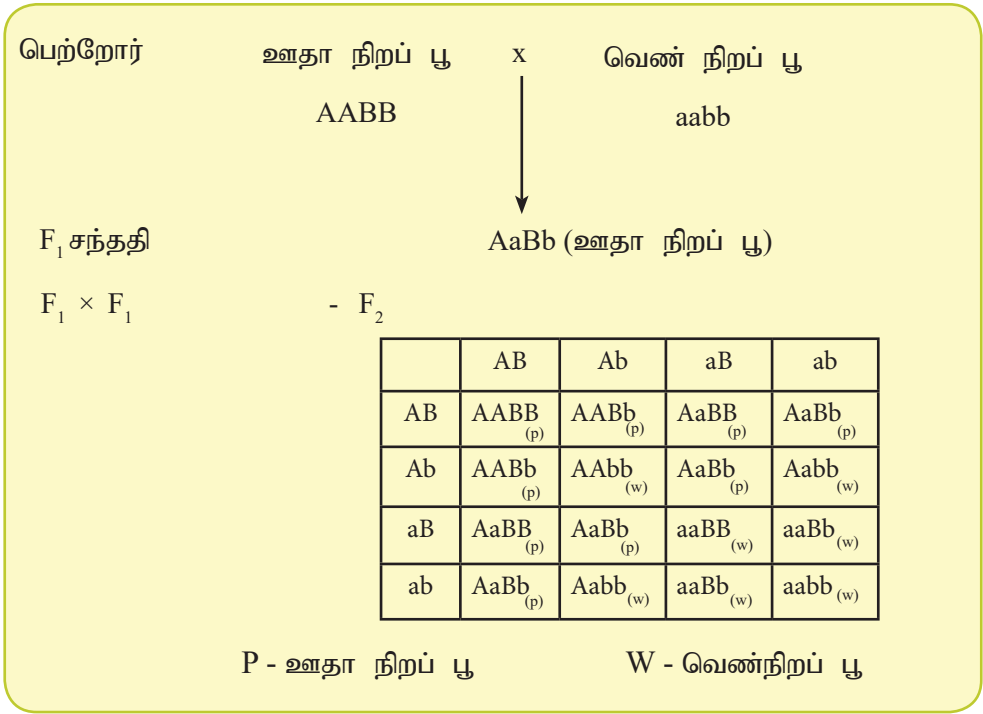 பெற்றோர் ஊதா நிறப் பூ x வெண் நிறப் பூ
AABB aabb
F₁ சந்ததி AaBb (ஊதா நிறப் பூ)
F₁ × F₁ - F₂
AB Ab aB ab
AB AABB (p) AABb (p) AaBB (p) AaBb (p)
Ab AABb (p) AAbb (w) AaBb (p) Aabb (w)
aB AaBB (p) AaBb (p) aaBB (w) aaBb (w)
ab AaBb (p) Aabb (w) aaBb (w) aabb (w)
P - ஊதா நிறப் பூ W - வெண்நிறப் பூ